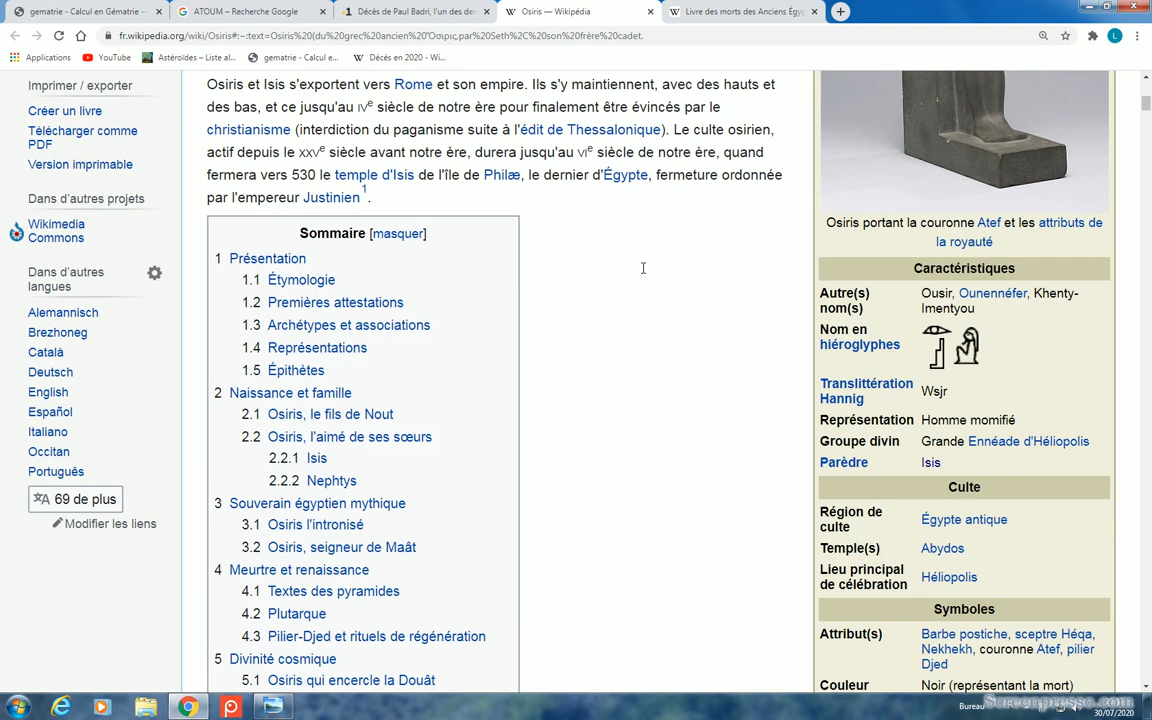 gematrie - Calcul en Gématrie -
ATOUM – Recherche Google
Décès de Paul Badri, l'un des der
Osiris — Wikipédia
Livre des morts des Anciens Égy
fr.wikipedia.org/wiki/Osiris#:~:text=Osiris%20(du%20grec%20ancien%20"Οσιρις,par%20Seth%2C%20son%20frère%20cadet.
L
Applications
YouTube
Astéroïdes – Liste al...
gematrie - Calcul e...
Décès en 2020 - Wi...
Imprimer / exporter
Créer un livre
Télécharger comme
PDF
Version imprimable
Dans d'autres projets
Wikimedia
Commons
Dans d'autres
langues
Alemannisch
Brezhoneg
Català
Deutsch
English
Español
Italiano
Occitan
Português
69 de plus
Modifier les liens
Osiris et Isis s'exportent vers Rome et son empire. Ils s'y maintiennent, avec des hauts et
des bas, et ce jusqu'au IVe siècle de notre ère pour finalement être évincés par le
christianisme (interdiction du paganisme suite à l'édit de Thessalonique). Le culte osirien,
actif depuis le XXVe siècle avant notre ère, durera jusqu'au VIe siècle de notre ère, quand
fermera vers 530 le temple d'Isis de l'île de Philæ, le dernier d'Égypte, fermeture ordonnée
par l'empereur Justinien 1.
Sommaire [masquer]
1 Présentation
1.1 Étymologie
1.2 Premières attestations
1.3 Archétypes et associations
1.4 Représentations
1.5 Épithètes
2 Naissance et famille
2.1 Osiris, le fils de Nout
2.2 Osiris, l'aimé de ses sœurs
2.2.1 Isis
2.2.2 Nephtys
3 Souverain égyptien mythique
3.1 Osiris l'intronisé
3.2 Osiris, seigneur de Maât
4 Meurtre et renaissance
4.1 Textes des pyramides
4.2 Plutarque
4.3 Pilier-Djed et rituels de régénération
5 Divinité cosmique
5.1 Osiris qui encercle la Douât
Osiris portant la couronne Atef et les attributs de
la royauté
Caractéristiques
Autre(s)
nom(s)
Ousir, Ounennéfer, Khenty-
Imentyou
Nom en
hiéroglyphes
Translittération
Hannig
Wsjr
Représentation Homme momifié
Groupe divin Grande Ennéade d'Héliopolis
Parèdre Isis
Culte
Région de
culte
Égypte antique
Temple(s) Abydos
Lieu principal
de célébration
Héliopolis
Symboles
Attribut(s)
Barbe postiche, sceptre Héqa,
Nekhekh, couronne Atef, pilier
Djed
Couleur Noir (représentant la mort)
Bureau
Screenpresso.com
30/07/2020